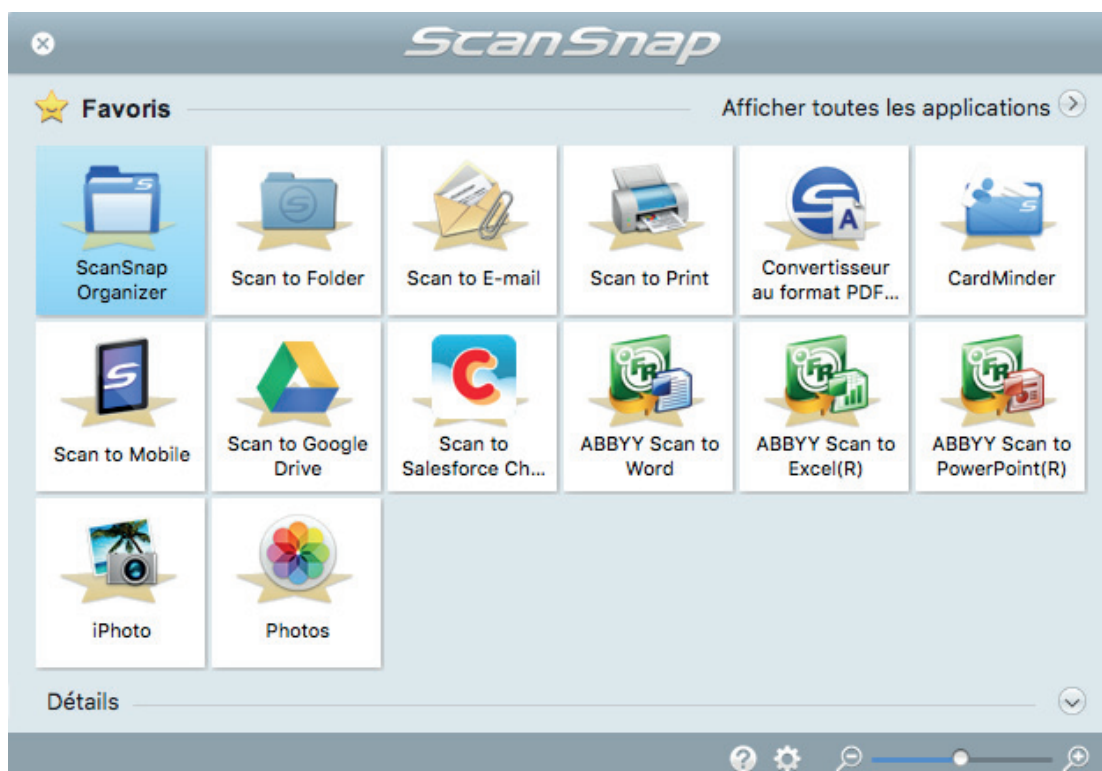 ScanSnap
Favoris
Afficher toutes les applications
ScanSnap
Organizer
Scan to Folder
Scan to E-mail
Scan to Print
Convertisseur
au format PDF...
CardMinder
Scan to Mobile
Scan to Google
Drive
Scan to
Salesforce Ch...
ABBYY Scan to
Word
ABBYY Scan to
Excel(R)
ABBYY Scan to
PowerPoint(R)
iPhoto
Photos
Détails